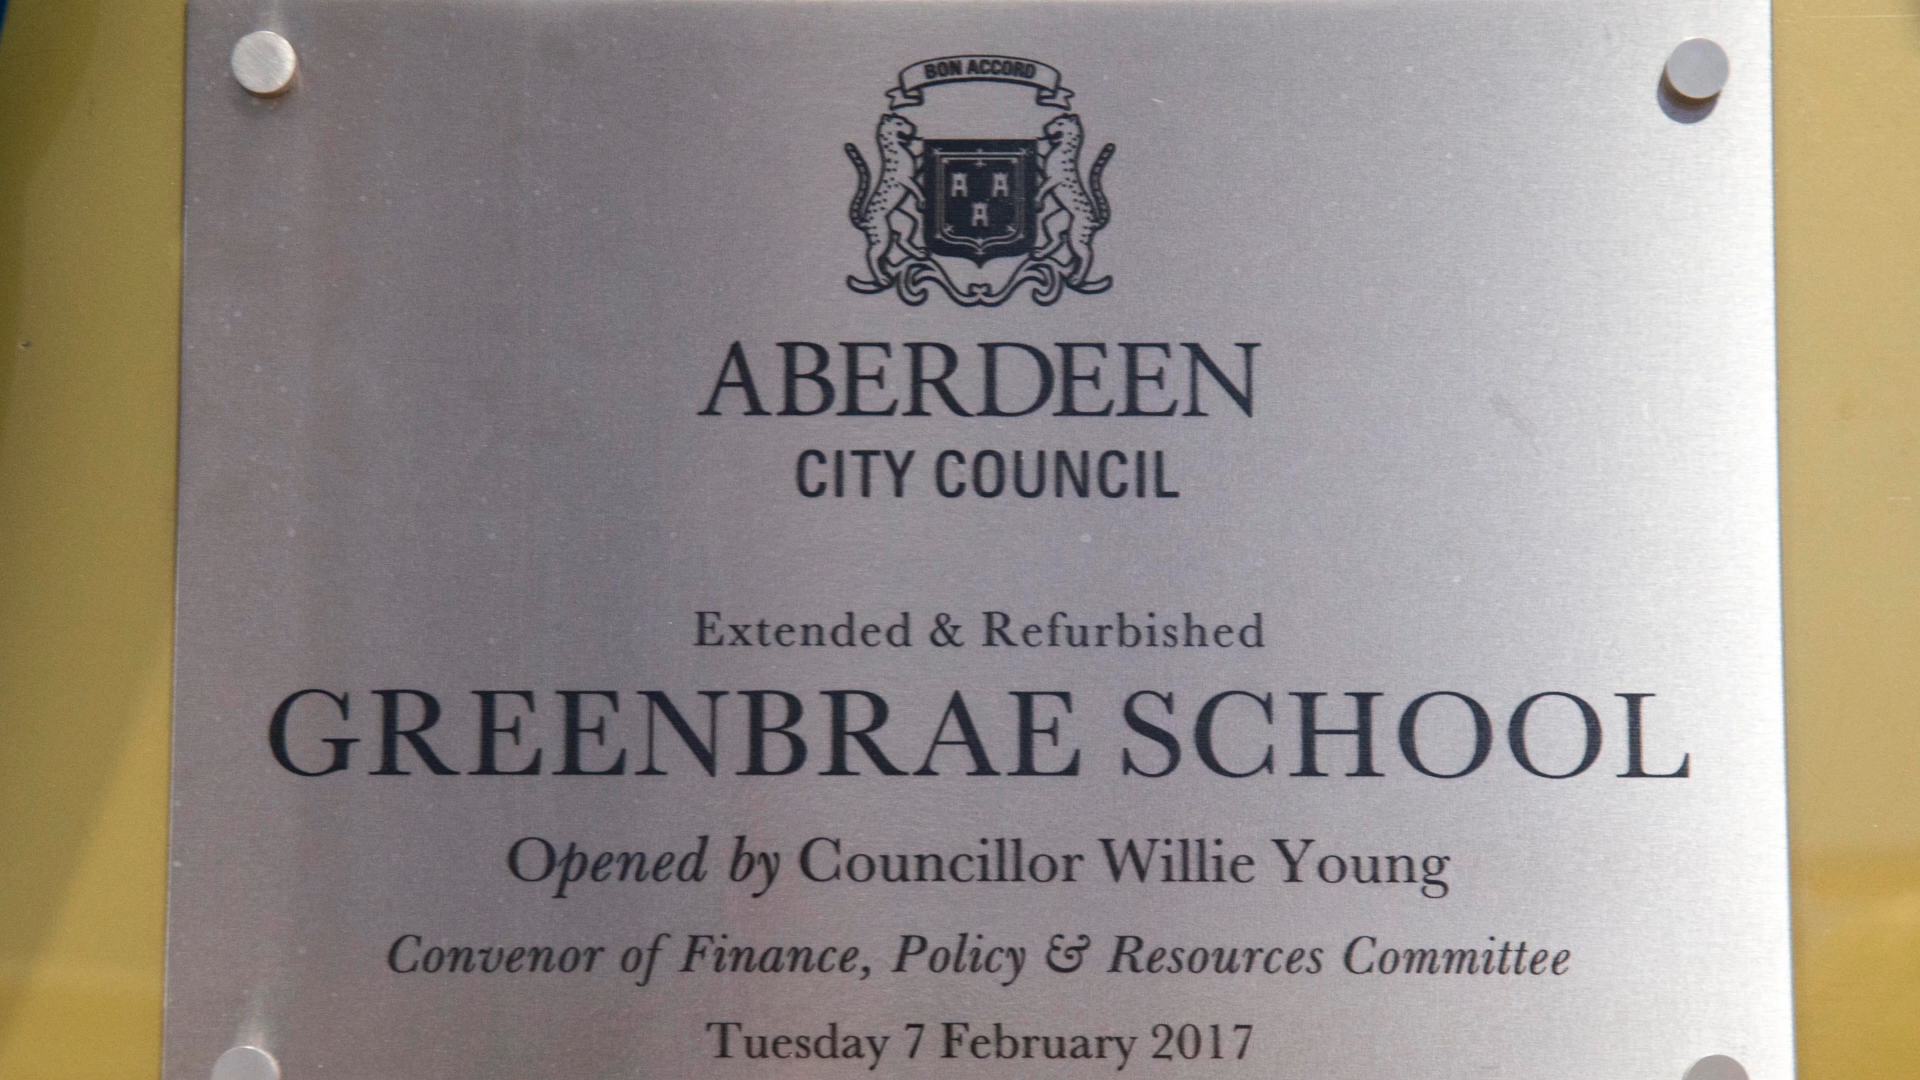 BON ACCORD
ABERDEEN
CITY COUNCIL
Extended & Refurbished
GREENBRAE SCHOOL
Opened by Councillor Willie Young
Convenor of Finance, Policy & Resources Committee
Tuesday 7 February 2017